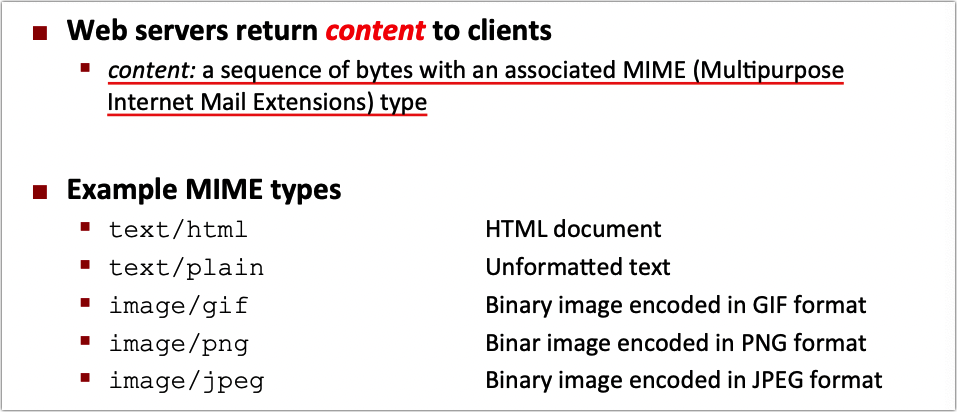 Web servers return content to clients
content: a sequence of bytes with an associated MIME (Multipurpose
Internet Mail Extensions) type
Example MIME types
text/html HTML document
text/plain Unformatted text
image/gif Binary image encoded in GIF format
image/png Binar image encoded in PNG format
image/jpeg Binary image encoded in JPEG format